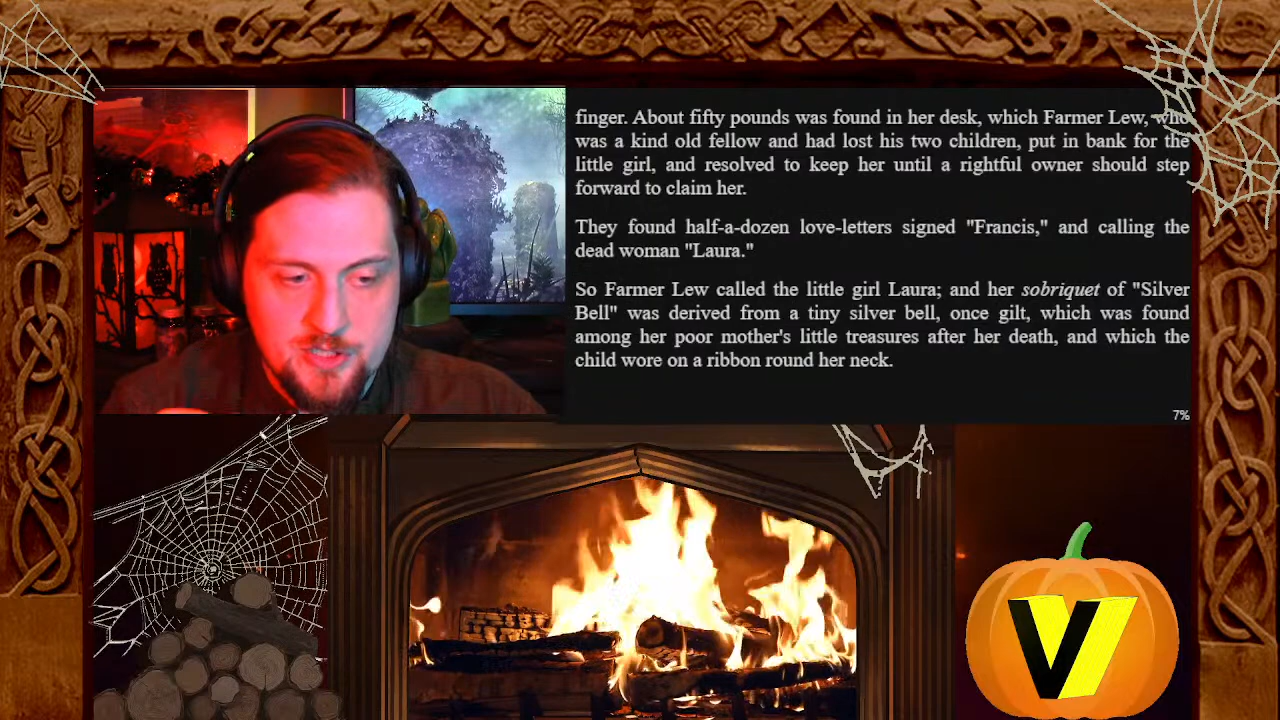 finger. About fifty pounds was found in her desk, which Farmer Lew, who
was a kind old fellow and had lost his two children, put in bank for the
little girl, and resolved to keep her until a rightful owner should step
forward to claim her.
They found half-a-dozen love-letters signed "Francis," and calling the
dead woman "Laura."
So Farmer Lew called the little girl Laura; and her sobriquet of "Silver
Bell" was derived from a tiny silver bell, once gilt, which was found
among her poor mother's little treasures after her death, and which the
child wore on a ribbon round her neck.
7%
V